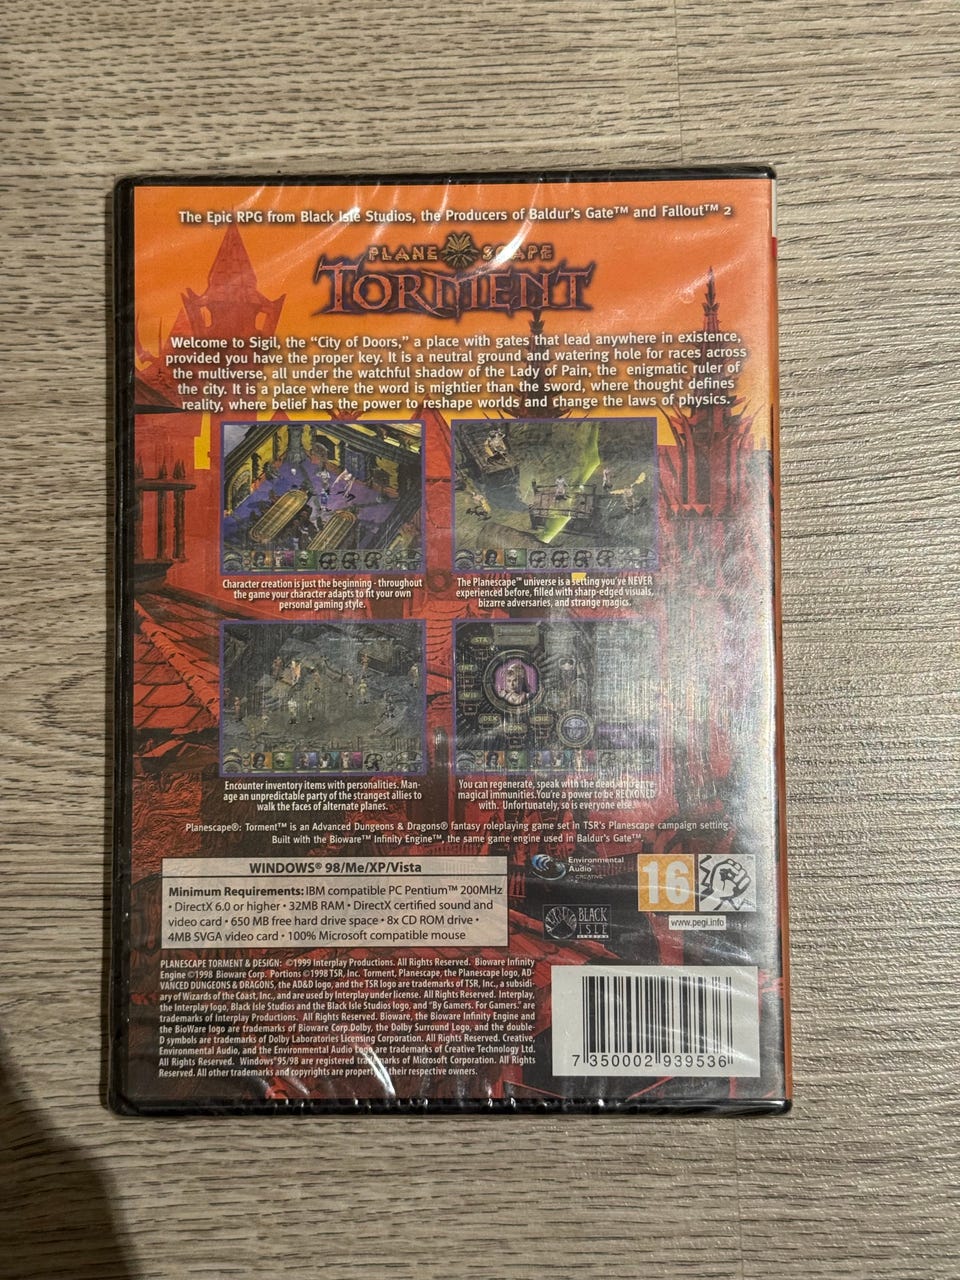 The Epic RPG from Black Isle Studios, the Producers of Baldur's Gate™ and Fallout™ 2
PLANESCAPE
TORMENT
Welcome to Sigil, the “City of Doors,” a place with gates that lead anywhere in existence,
provided you have the proper key. It is a neutral ground and watering hole for races across
the multiverse, all under the watchful shadow of the Lady of Pain, the enigmatic ruler of
the city. It is a place where the word is mightier than the sword, where thought defines
reality, where belief has the power to reshape worlds and change the laws of physics.
Character creation is just the beginning - throughout
the game your character adapts to fit your own
personal gaming style.
The Planescape™ universe is a setting you've NEVER
experienced before, filled with sharp-edged visuals,
bizarre adversaries, and strange magics.
Encounter inventory items with personalities. Man-
age an unpredictable party of the strangest allies to
walk the faces of alternate planes.
You can regenerate, speak with the dead,
magical immunities. You're a power to be RECKONED
with. Unfortunately, so is everyone else.
Planescape®: Torment™ is an Advanced Dungeons & Dragons® fantasy roleplaying game set in TSR's Planescape campaign setting.
Built with the Bioware™ Infinity Engine™, the same game engine used in Baldur's Gate™.
WINDOWS® 98/Me/XP/Vista
Minimum Requirements: IBM compatible PC Pentium™ 200MHz
• DirectX 6.0 or higher • 32MB RAM • DirectX certified sound and
video card • 650 MB free hard drive space • 8x CD ROM drive •
4MB SVGA video card • 100% Microsoft compatible mouse
Environmental
Audio™
CREATIVE
BLACK
ISLE
STUDIOS
16
www.pegi.info
PLANESCAPE TORMENT & DESIGN: ©1999 Interplay Productions. All Rights Reserved. Bioware Infinity
Engine ©1998 Bioware Corp. Portions ©1998 TSR, Inc. Torment, Planescape, the Planescape logo, AD-
VANCED DUNGEONS & DRAGONS, the AD&D logo, and the TSR logo are trademarks of TSR, Inc., a subsidi-
ary of Wizards of the Coast, Inc., and are used by Interplay under license. All Rights Reserved. Interplay,
the Interplay logo, Black Isle Studios and the Black Isle Studios logo, and "By Gamers. For Gamers." are
trademarks of Interplay Productions. All Rights Reserved. Bioware, the Bioware Infinity Engine and
the BioWare logo are trademarks of Bioware Corp. Dolby, the Dolby Surround Logo, and the double-
D symbols are trademarks of Dolby Laboratories Licensing Corporation. All Rights Reserved. Creative,
Environmental Audio, and the Environmental Audio Logo are trademarks of Creative Technology Ltd.
All Rights Reserved. Windows® 95/98 are registered trademarks of Microsoft Corporation. All Rights
Reserved. All other trademarks and copyrights are property of their respective owners.
7 350002 939536